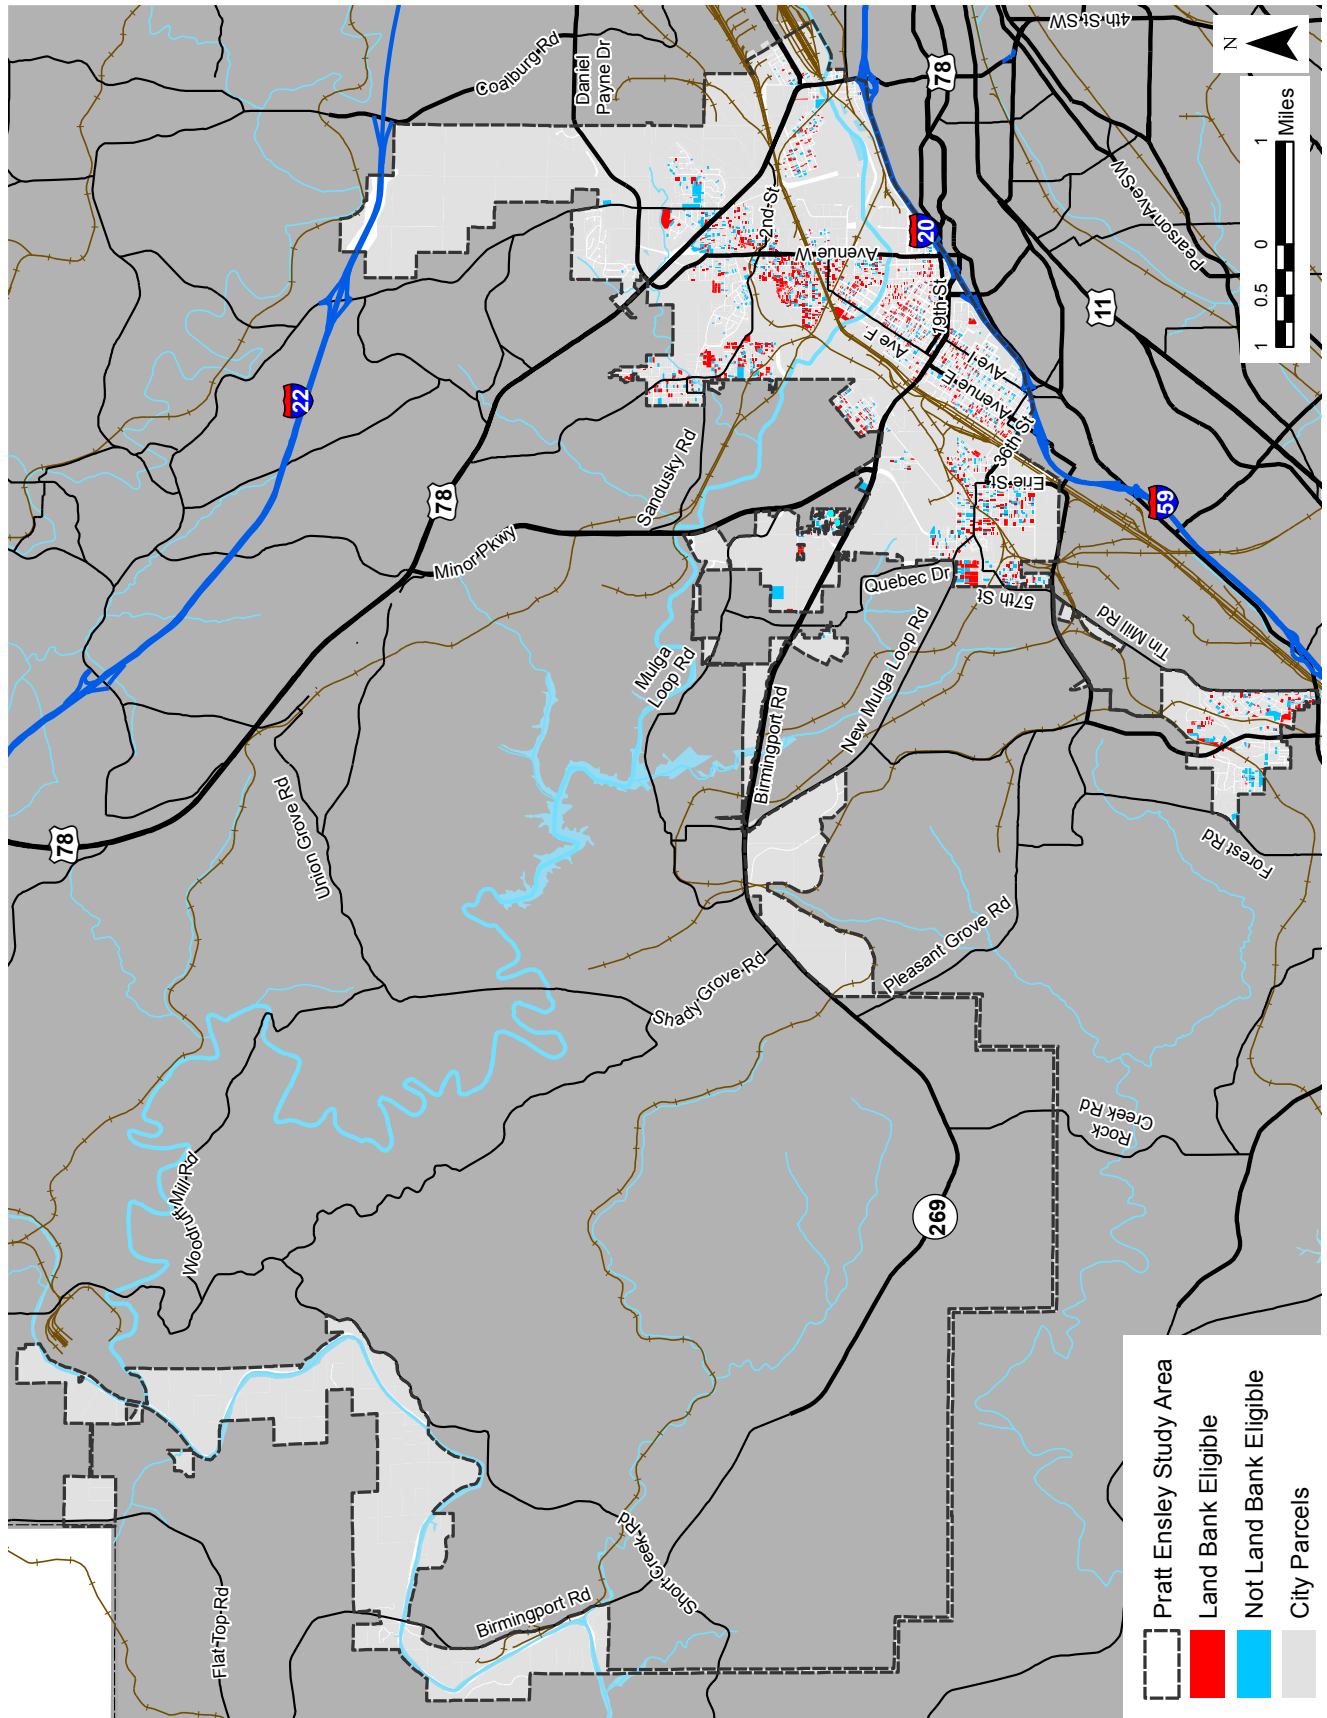 4th St SW
N
Coalburg Rd
Daniel
Payne Dr
78
1
0
0.5
1
Miles
Pearson Ave SW
2nd St
20
Avenue W
11
19th St
Ave F
Ave I
Avenue E
22
36th St
Erie St
Sandusky Rd
78
59
Minor Pkwy
Quebec Dr
57th St
Tin Mill Rd
Mulga
Loop Rd
New Mulga Loop Rd
Birmingport Rd
78
Union Grove Rd
Forest Rd
Pleasant Grove Rd
Shady Grove Rd
Rock
Creek Rd
Woodruff Mill Rd
269
Short Creek Rd
Birmingport Rd
Flat Top Rd
Pratt Ensley Study Area
Land Bank Eligible
Not Land Bank Eligible
City Parcels